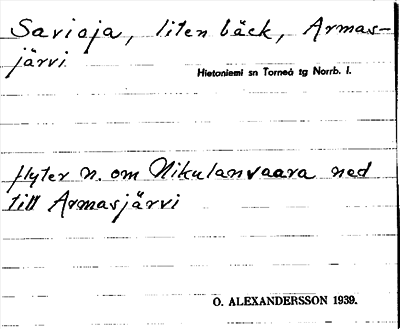 Savioja, liten bäck, Armas-
järvi
Hietaniemi sn Torneå tg Norrb. l.
flyter n. om Nikulanvaara ned
till Armasjärvi
O. ALEXANDERSSON 1939.